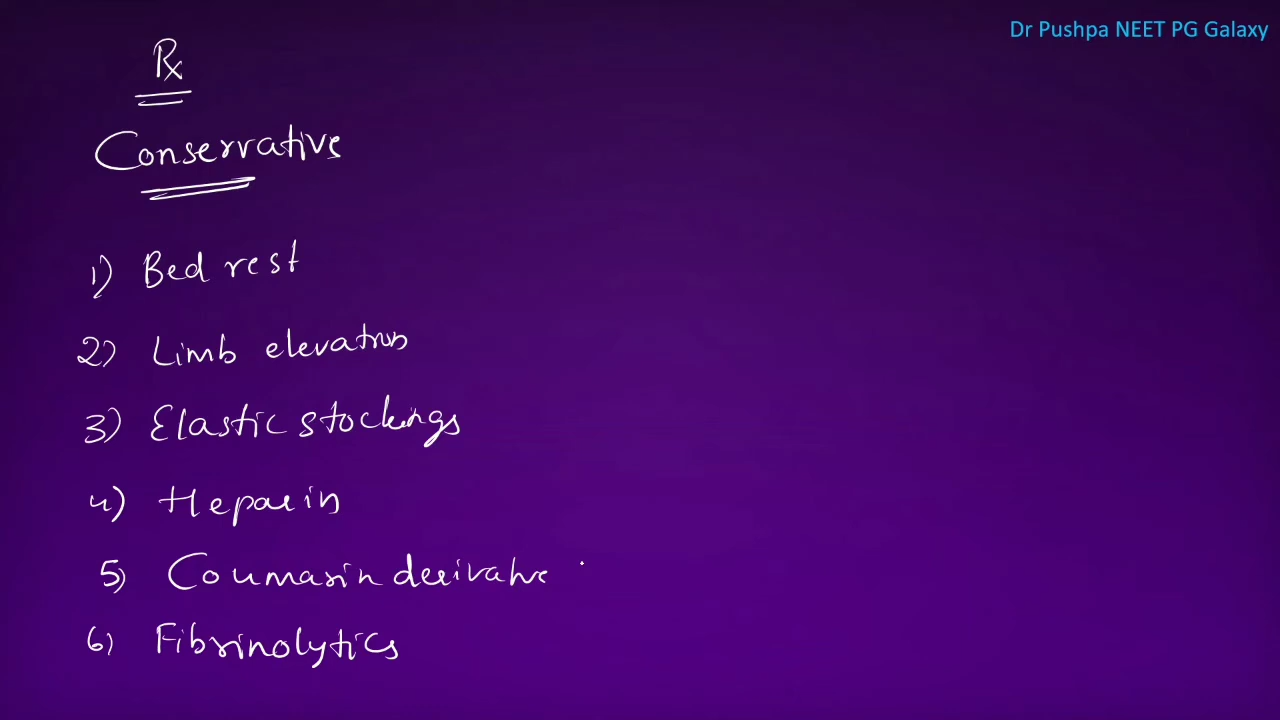 Dr Pushpa NEET PG Galaxy
Rx
Conservative
1) Bed rest
2) Limb elevation
3) Elastic stockings
4) Heparin
5) Coumarin derivative
6) Fibrinolytics